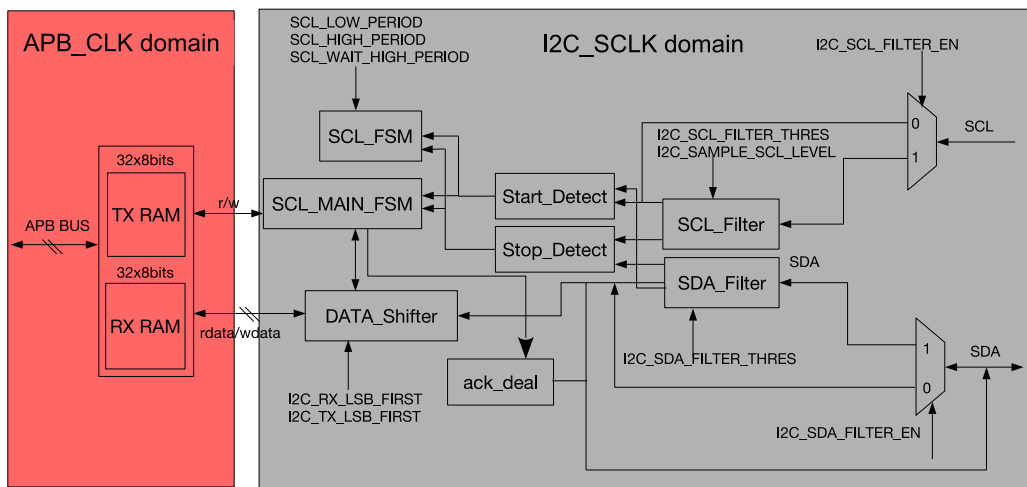 APB_CLK domain
32x8bits
TX RAM
APB BUS
32x8bits
RX RAM
r/w
rdata/wdata
SCL_LOW_PERIOD
SCL_HIGH_PERIOD
SCL_WAIT_HIGH_PERIOD
I2C_SCLK domain
I2C_SCL_FILTER_EN
SCL_FSM
I2C_SCL_FILTER_THRES
I2C_SAMPLE_SCL_LEVEL
0
1
SCL
SCL_MAIN_FSM
Start_Detect
SCL_Filter
Stop_Detect
SDA
SDA_Filter
DATA_Shifter
I2C_SDA_FILTER_THRES
1
0
SDA
ack_deal
I2C_RX_LSB_FIRST
I2C_TX_LSB_FIRST
I2C_SDA_FILTER_EN